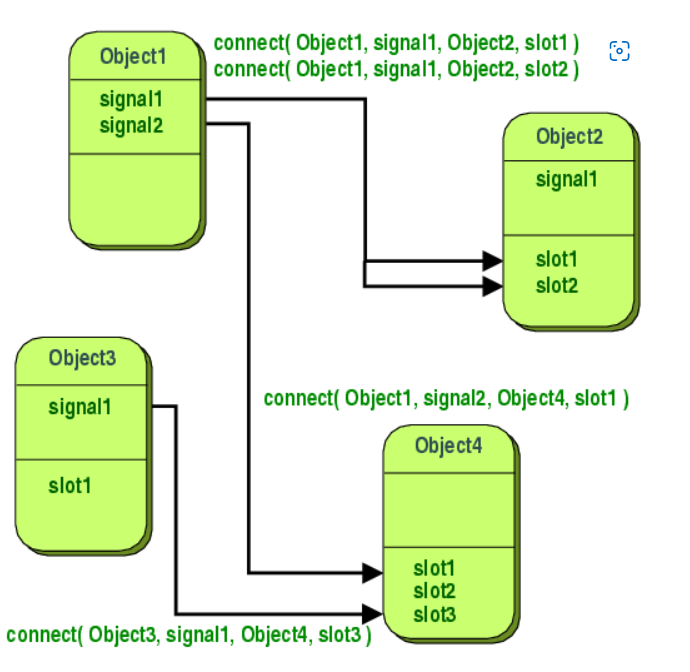 connect( Object1, signal1, Object2, slot1 )
connect( Object1, signal1, Object2, slot2 )
Object1
signal1
signal2
Object2
signal1
slot1
slot2
Object3
signal1
slot1
connect( Object1, signal2, Object4, slot1 )
Object4
slot1
slot2
slot3
connect( Object3, signal1, Object4, slot3 )